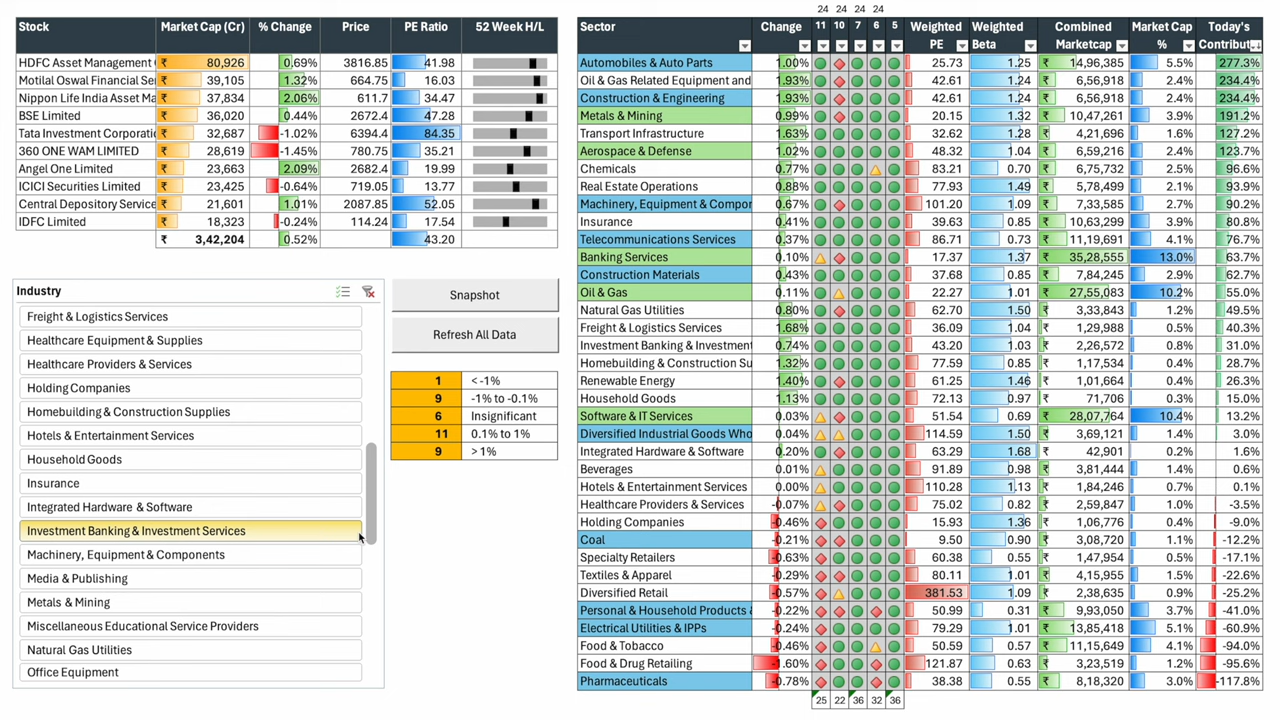 Stock Market Cap (Cr) % Change Price PE Ratio 52 Week H/L
HDFC Asset Management ( ₹ 80,926 0.69% 3816.85 41.98
Motilal Oswal Financial Ser ₹ 39,105 1.32% 664.75 16.03
Nippon Life India Asset Ma ₹ 37,834 2.06% 611.7 34.47
BSE Limited ₹ 36,020 0.44% 2672.4 47.28
Tata Investment Corporatic ₹ 32,687 -1.02% 6394.4 84.35
360 ONE WAM LIMITED ₹ 28,619 -1.45% 780.75 35.21
Angel One Limited ₹ 23,663 2.09% 2682.4 19.99
ICICI Securities Limited ₹ 23,425 -0.64% 719.05 13.77
Central Depository Service ₹ 21,601 1.01% 2087.85 52.05
IDFC Limited ₹ 18,323 -0.24% 114.24 17.54
₹ 3,42,204 0.52% 43.20
Industry
Freight & Logistics Services
Healthcare Equipment & Supplies
Healthcare Providers & Services
Holding Companies
Homebuilding & Construction Supplies
Hotels & Entertainment Services
Household Goods
Insurance
Integrated Hardware & Software
Investment Banking & Investment Services
Machinery, Equipment & Components
Media & Publishing
Metals & Mining
Miscellaneous Educational Service Providers
Natural Gas Utilities
Office Equipment
Snapshot
Refresh All Data
1 < -1%
9 -1% to -0.1%
6 Insignificant
11 0.1% to 1%
9 > 1%
24 24 24 24
Sector Change 11 10 7 6 5 Weighted PE Weighted Beta Combined Marketcap Market Cap % Today's Contribut
Automobiles & Auto Parts 1.00% 25.73 1.25 ₹ 14,96,385 5.5% 277.3%
Oil & Gas Related Equipment and 1.93% 42.61 1.24 ₹ 6,56,918 2.4% 234.4%
Construction & Engineering 1.93% 42.61 1.24 ₹ 6,56,918 2.4% 234.4%
Metals & Mining 0.99% 20.15 1.32 ₹ 10,47,261 3.9% 191.2%
Transport Infrastructure 1.63% 32.62 1.28 ₹ 4,21,696 1.6% 127.2%
Aerospace & Defense 1.02% 48.32 1.04 ₹ 6,59,216 2.4% 123.7%
Chemicals 0.77% 83.21 0.70 ₹ 6,75,732 2.5% 96.6%
Real Estate Operations 0.88% 77.93 1.49 ₹ 5,78,499 2.1% 93.9%
Machinery, Equipment & Compor 0.67% 101.20 1.09 ₹ 7,33,585 2.7% 90.2%
Insurance 0.41% 39.63 0.85 ₹ 10,63,299 3.9% 80.8%
Telecommunications Services 0.37% 86.71 0.73 ₹ 11,19,691 4.1% 76.7%
Banking Services 0.10% 17.37 1.37 ₹ 35,28,555 13.0% 63.7%
Construction Materials 0.43% 37.68 0.85 ₹ 7,84,245 2.9% 62.7%
Oil & Gas 0.11% 22.27 1.01 ₹ 27,55,083 10.2% 55.0%
Natural Gas Utilities 0.80% 62.70 1.50 ₹ 3,33,843 1.2% 49.5%
Freight & Logistics Services 1.68% 36.09 1.04 ₹ 1,29,988 0.5% 40.3%
Investment Banking & Investment 0.74% 43.20 1.03 ₹ 2,26,572 0.8% 31.0%
Homebuilding & Construction Su 1.32% 77.59 0.85 ₹ 1,17,534 0.4% 28.7%
Renewable Energy 1.40% 61.25 1.46 ₹ 1,01,664 0.4% 26.3%
Household Goods 1.13% 72.13 0.97 ₹ 71,706 0.3% 15.0%
Software & IT Services 0.03% 51.54 0.69 ₹ 28,07,764 10.4% 13.2%
Diversified Industrial Goods Who 0.04% 114.59 1.50 ₹ 3,69,121 1.4% 3.0%
Integrated Hardware & Software 0.20% 63.29 1.68 ₹ 42,901 0.2% 1.6%
Beverages 0.01% 91.89 0.98 ₹ 3,81,444 1.4% 0.6%
Hotels & Entertainment Services 0.00% 110.28 1.13 ₹ 1,84,246 0.7% 0.1%
Healthcare Providers & Services -0.07% 75.02 0.82 ₹ 2,59,847 1.0% -3.5%
Holding Companies -0.46% 15.93 1.36 ₹ 1,06,776 0.4% -9.0%
Coal -0.21% 9.50 0.90 ₹ 3,08,720 1.1% -12.2%
Specialty Retailers -0.63% 60.38 0.55 ₹ 1,47,954 0.5% -17.1%
Textiles & Apparel -0.29% 80.11 1.01 ₹ 4,15,955 1.5% -22.6%
Diversified Retail -0.57% 381.53 1.09 ₹ 2,38,635 0.9% -25.2%
Personal & Household Products & -0.22% 50.99 0.31 ₹ 9,93,050 3.7% -41.0%
Electrical Utilities & IPPs -0.24% 79.29 1.01 ₹ 13,85,418 5.1% -60.9%
Food & Tobacco -0.46% 50.59 0.57 ₹ 11,15,649 4.1% -94.0%
Food & Drug Retailing -1.60% 121.87 0.63 ₹ 3,23,519 1.2% -95.6%
Pharmaceuticals -0.78% 38.38 0.55 ₹ 8,18,320 3.0% -117.8%
25 22 36 32 36